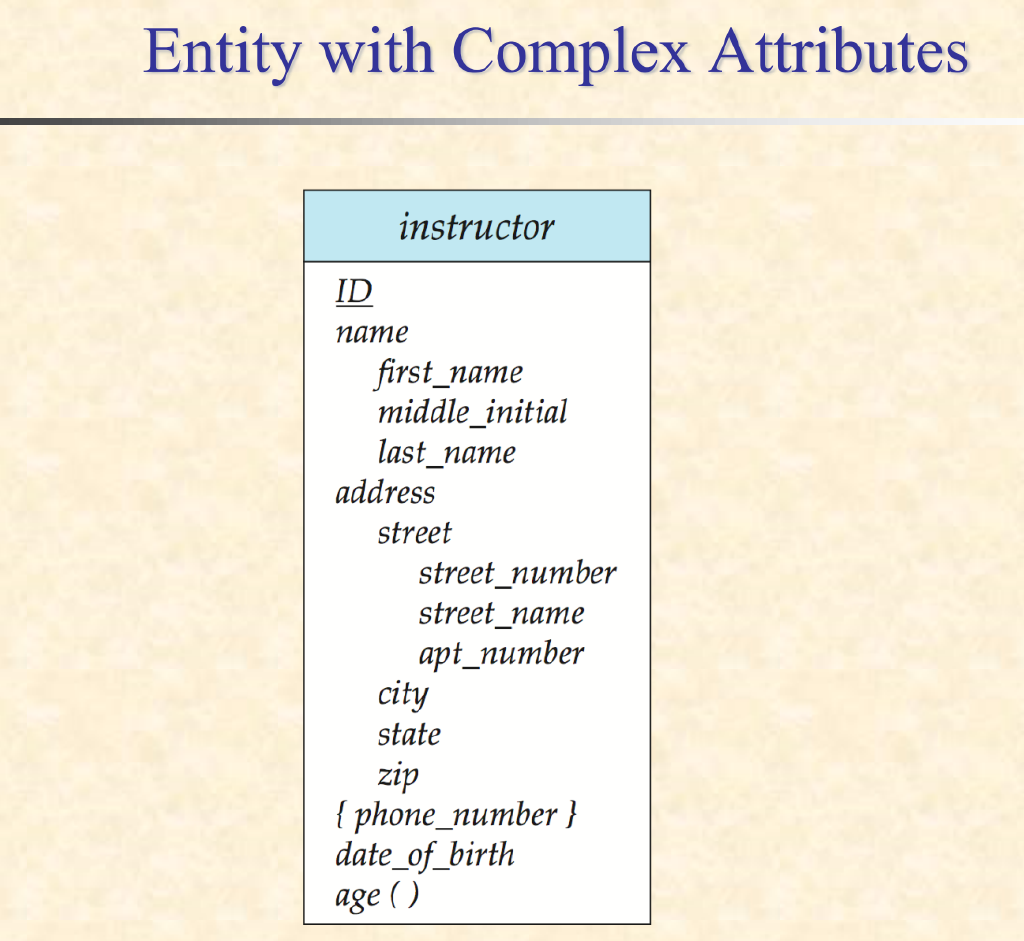 Entity with Complex Attributes
instructor
ID
name
first_name
middle_initial
last_name
address
street
street_number
street_name
apt_number
city
state
zip
{ phone_number }
date_of_birth
age ( )